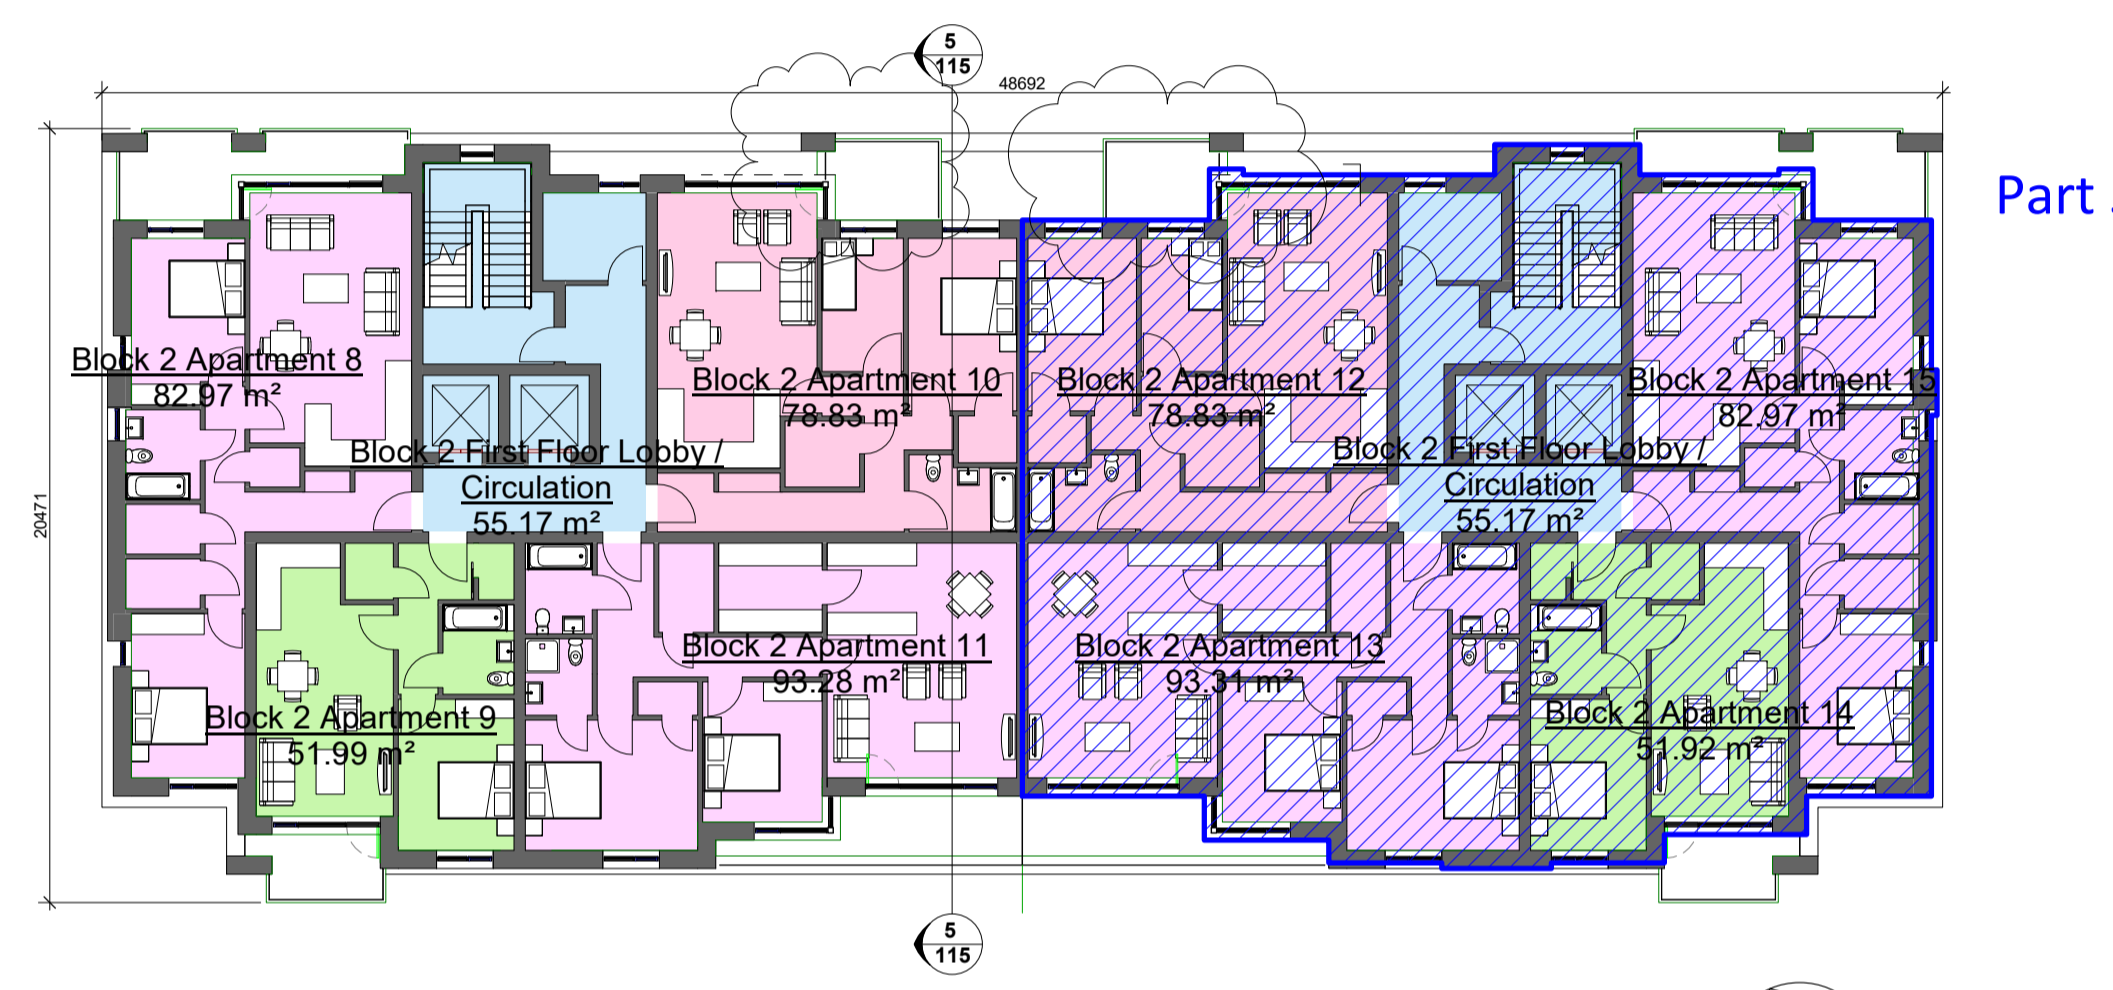 5
115
48692
20471
Part
Block 2 Apartment 8
82.97 m²
Block 2 Apartment 10
78.83 m²
Block 2 Apartment 12
78.83 m²
Block 2 Apartment 15
82.97 m²
Block 2 First Floor Lobby /
Circulation
55.17 m²
Block 2 First Floor Lobby /
Circulation
55.17 m²
Block 2 Apartment 11
93.28 m²
Block 2 Apartment 13
93.31 m²
Block 2 Apartment 9
51.99 m²
Block 2 Apartment 14
51.92 m²
5
115